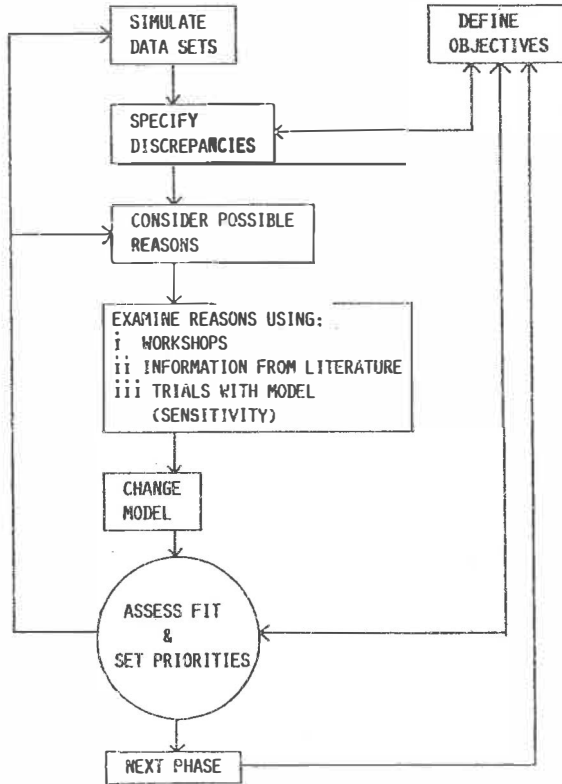 SIMULATE
DATA SETS
DEFINE
OBJECTIVES
SPECIFY
DISCREPANCIES
CONSIDER POSSIBLE
REASONS
EXAMINE REASONS USING:
i WORKSHOPS
ii INFORMATION FROM LITERATURE
iii TRIALS WITH MODEL
(SENSITIVITY)
CHANGE
MODEL
ASSESS FIT
&
SET PRIORITIES
NEXT PHASE